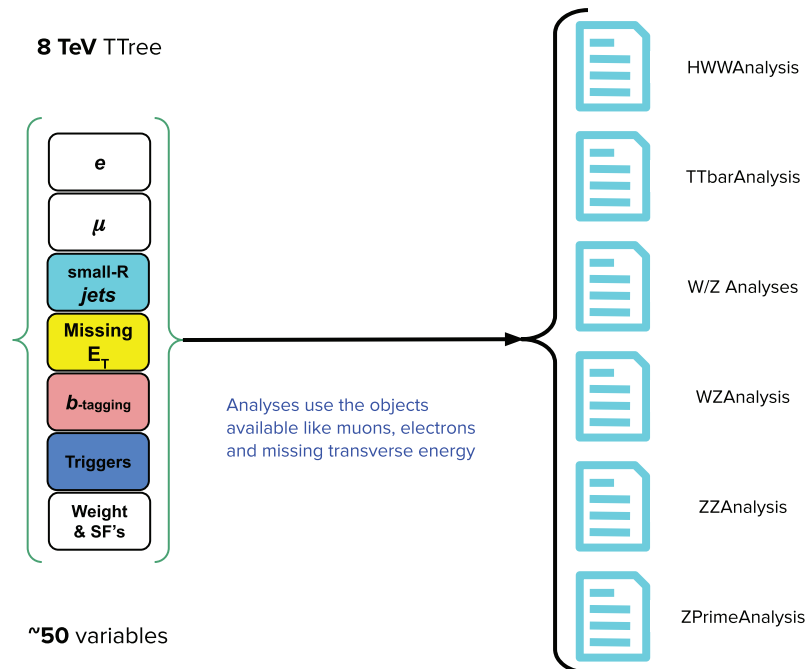 8 TeV TTree
e
μ
small-R
jets
Missing
E_T
b-tagging
Triggers
Weight
& SF's
~50 variables
Analyses use the objects
available like muons, electrons
and missing transverse energy
HWWAnalysis
TTbarAnalysis
W/Z Analyses
WZAnalysis
ZZAnalysis
ZPrimeAnalysis